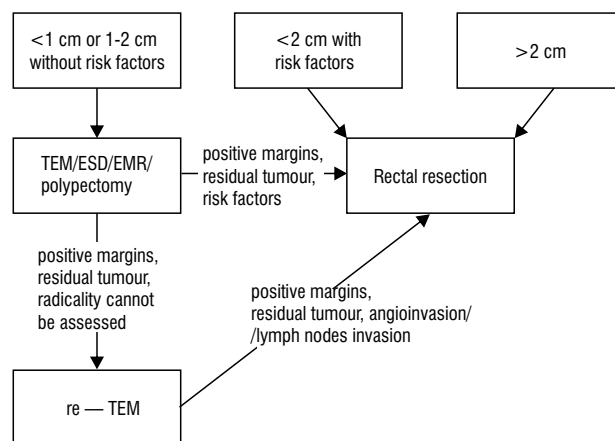 <1 cm or 1-2 cm
without risk factors
<2 cm with
risk factors
>2 cm
TEM/ESD/EMR/
polypectomy
positive margins,
residual tumour,
risk factors
Rectal resection
positive margins,
residual tumour,
radicality cannot
be assessed
positive margins,
residual tumour, angioinvasion/
/lymph nodes invasion
re — TEM